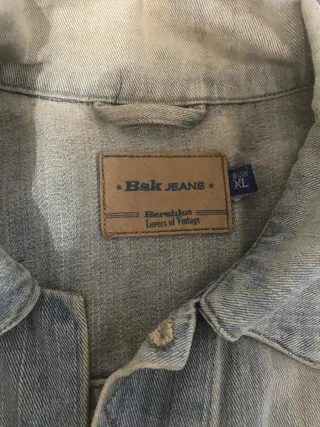 ★ Bsk JEANS ★
Bershka
Lovers of Vintage
XL